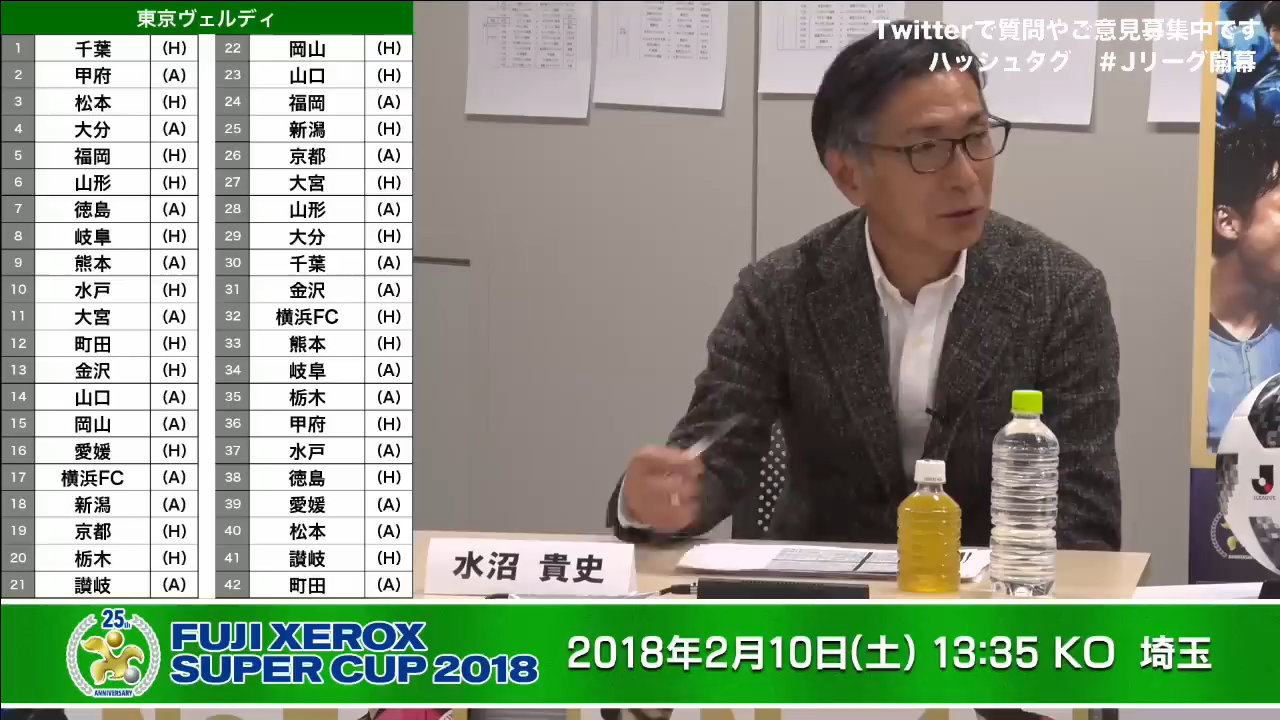 東京ヴェルディ
1 千葉 (H) 22 岡山 (H)
2 甲府 (A) 23 山口 (H)
3 松本 (H) 24 福岡 (A)
4 大分 (A) 25 新潟 (H)
5 福岡 (H) 26 京都 (A)
6 山形 (H) 27 大宮 (H)
7 徳島 (A) 28 山形 (A)
8 岐阜 (H) 29 大分 (H)
9 熊本 (A) 30 千葉 (A)
10 水戸 (H) 31 金沢 (A)
11 大宮 (A) 32 横浜FC (H)
12 町田 (H) 33 熊本 (H)
13 金沢 (H) 34 岐阜 (A)
14 山口 (A) 35 栃木 (A)
15 岡山 (A) 36 甲府 (H)
16 愛媛 (H) 37 水戸 (A)
17 横浜FC (A) 38 徳島 (H)
18 新潟 (A) 39 愛媛 (A)
19 京都 (H) 40 松本 (A)
20 栃木 (H) 41 讃岐 (H)
21 讃岐 (A) 42 町田 (A)
Twitterで質問やご意見募集中です
ハッシュタグ #Jリーグ開幕
水沼 貴史
J.LEAGUE
25th
ANNIVERSARY
FUJI XEROX
SUPER CUP 2018
2018年2月10日(土) 13:35 KO 埼玉